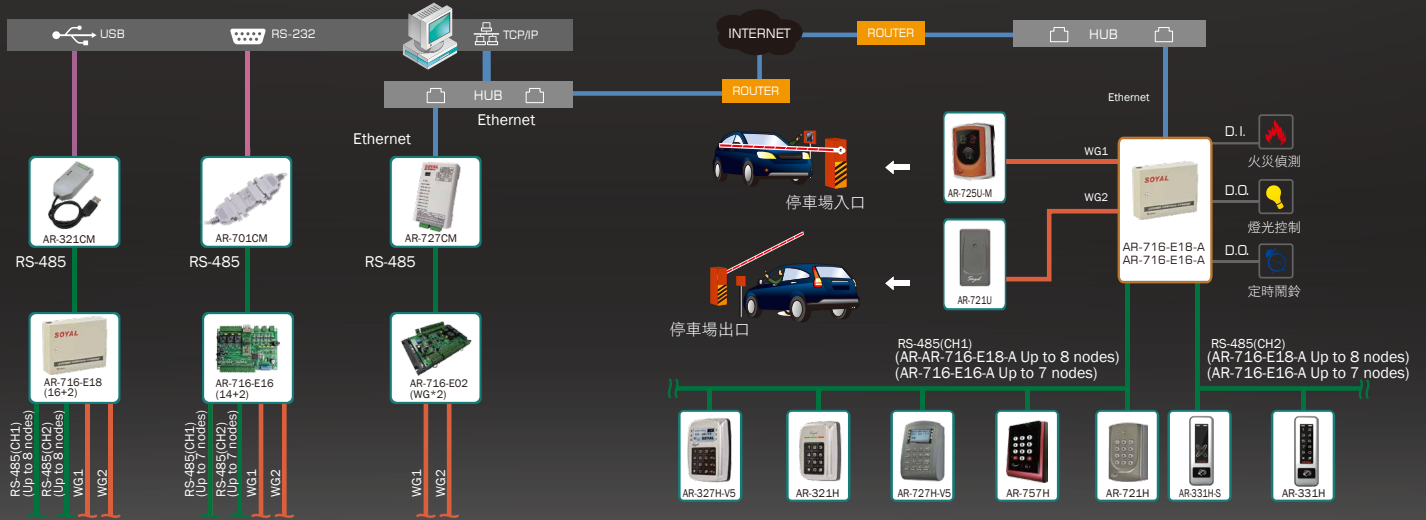 USB
RS-232
TCP/IP
HUB
Ethernet
Ethernet
INTERNET
ROUTER
ROUTER
HUB
Ethernet
AR-321CM
RS-485
AR-701CM
RS-485
AR-727CM
RS-485
SOYAL
AR-716-E18
(16+2)
AR-716-E16
(14+2)
AR-716-E02
(WG*2)
RS-485(CH1)
(Up to 8 nodes)
RS-485(CH2)
(Up to 8 nodes)
WG1
WG2
RS-485(CH1)
(Up to 7 nodes)
RS-485(CH2)
(Up to 7 nodes)
WG1
WG2
WG1
WG2
停車場入口
停車場出口
AR-725U-M
AR-721U
WG1
WG2
SOYAL
AR-716-E18-A
AR-716-E16-A
D.I.
火災偵測
D.O.
燈光控制
D.O.
定時鬧鈴
RS-485(CH1)
(AR-AR-716-E18-A Up to 8 nodes)
(AR-716-E16-A Up to 7 nodes)
RS-485(CH2)
(AR-716-E18-A Up to 8 nodes)
(AR-716-E16-A Up to 7 nodes)
AR-327H-V5
AR-321H
AR-727H-V5
AR-757H
AR-721H
AR-331H-S
AR-331H